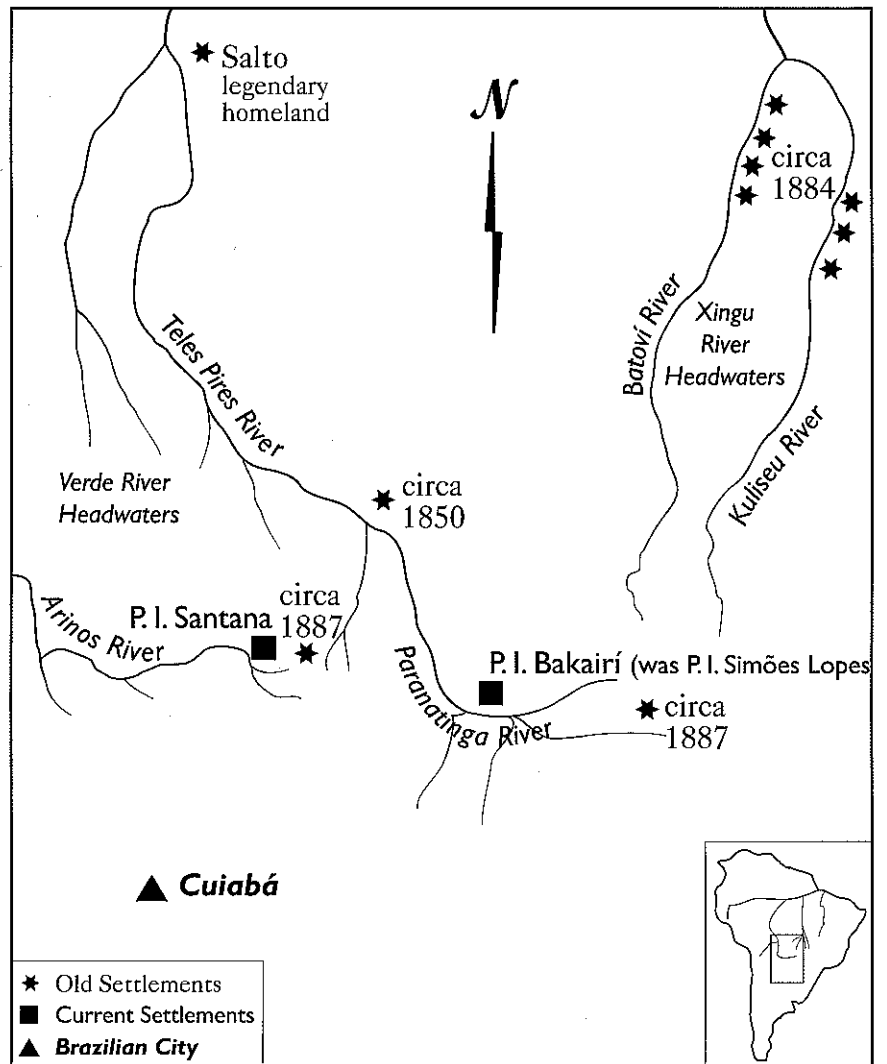 Salto
legendary
homeland
N
circa
1884
Batoví River
Xingu
River
Headwaters
Kuliseu River
Teles Pires River
Verde River
Headwaters
circa
1850
Arinos River
P. I. Santana
circa
1887
Paranatinga River
P. I. Bakairí (was P. I. Simões Lopes
circa
1887
Cuiabá
Old Settlements
Current Settlements
Brazilian City